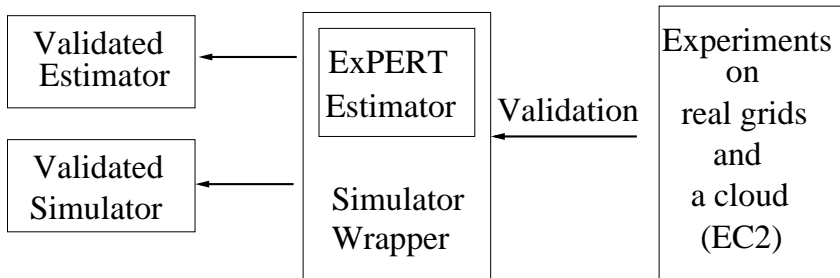 Validated
Estimator
Validated
Simulator
ExPERT
Estimator
Simulator
Wrapper
Validation
Experiments
on
real grids
and
a cloud
(EC2)